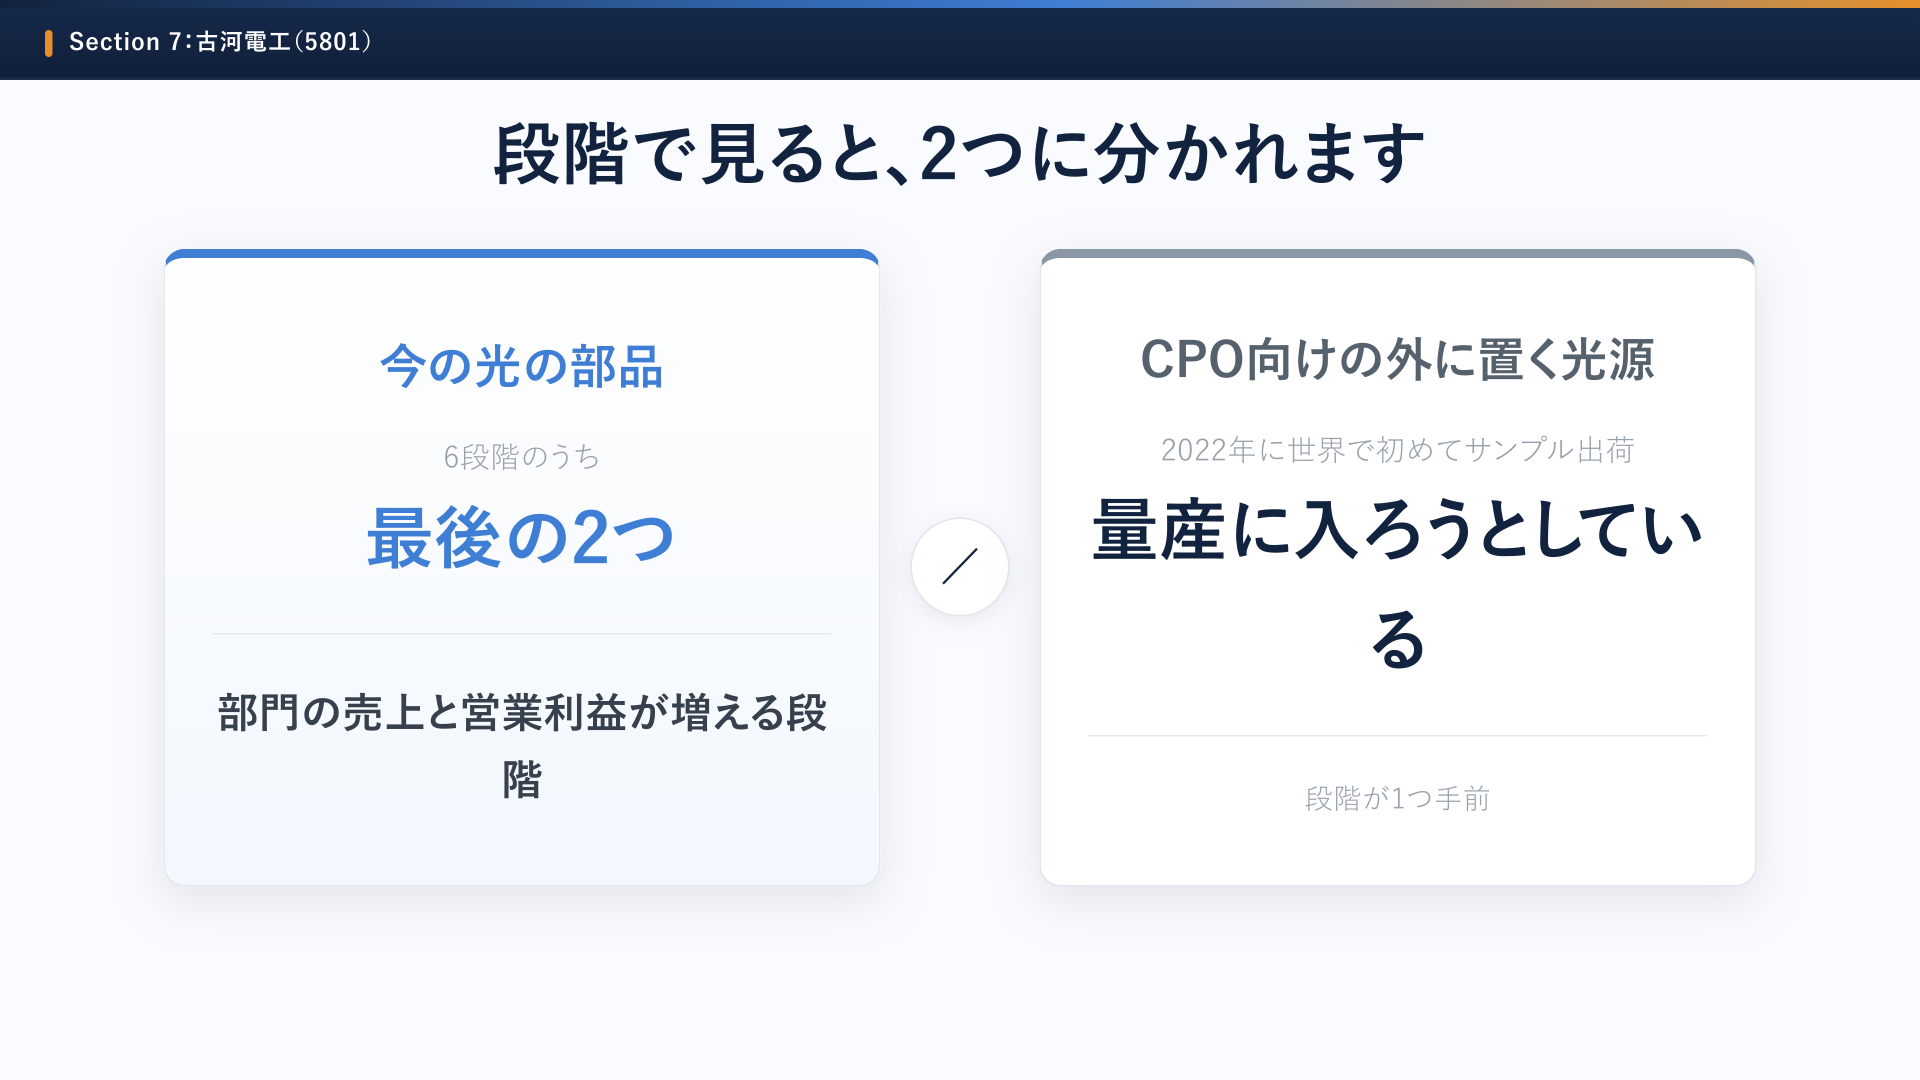 Section 7：古河電工（5801）
段階で見ると、2つに分かれます
今の光の部品
6段階のうち
最後の2つ
部門の売上と営業利益が増える段
階
／
CPO向けの外に置く光源
2022年に世界で初めてサンプル出荷
量産に入ろうとしてい
る
段階が1つ手前